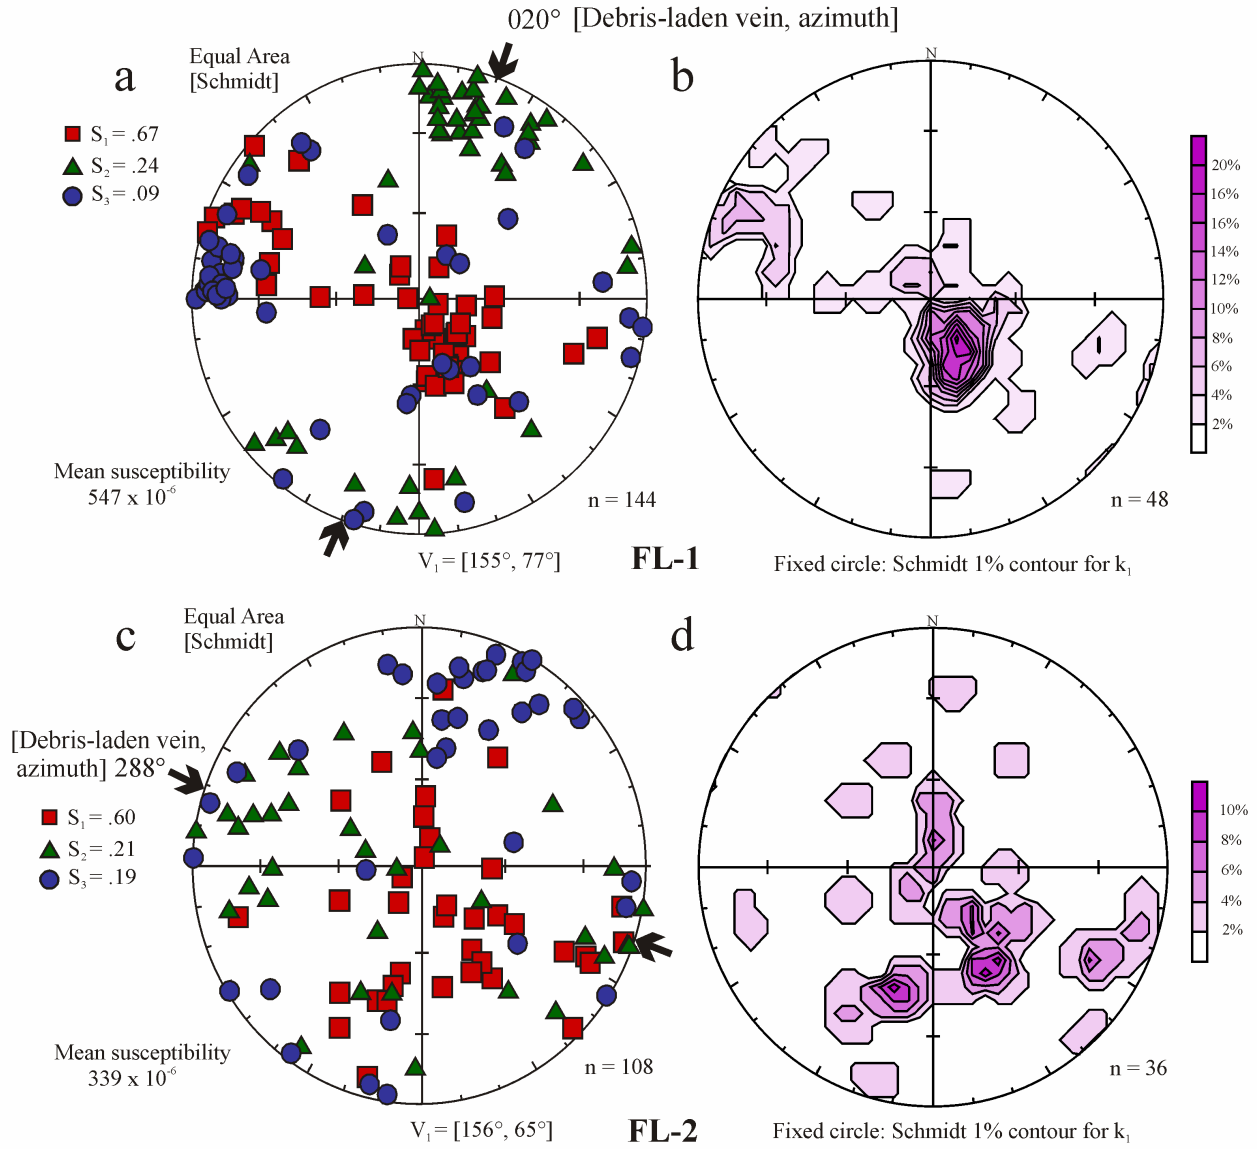 020° [Debris-laden vein, azimuth]
a
Equal Area
[Schmidt]
N
S₁ = .67
S₂ = .24
S₃ = .09
Mean susceptibility
547 x 10⁻⁶
n = 144
V₁ = [155°, 77°]
b
N
20%
16%
16%
14%
12%
10%
8%
6%
4%
2%
n = 48
FL-1
Fixed circle: Schmidt 1% contour for k₁
c
Equal Area
[Schmidt]
N
[Debris-laden vein,
azimuth] 288°
S₁ = .60
S₂ = .21
S₃ = .19
Mean susceptibility
339 x 10⁻⁶
n = 108
V₁ = [156°, 65°]
d
N
10%
8%
6%
4%
2%
n = 36
FL-2
Fixed circle: Schmidt 1% contour for k₁